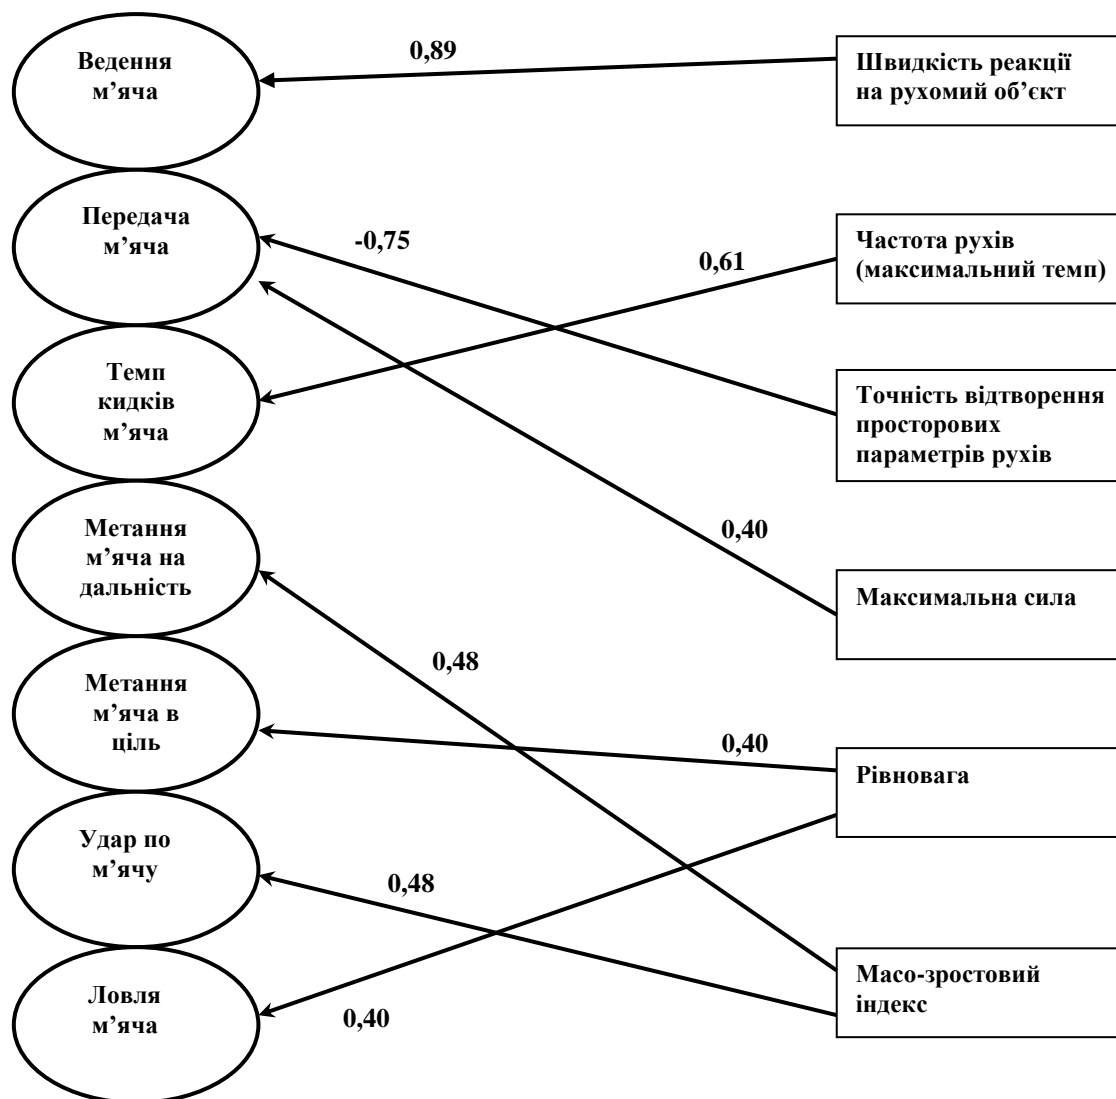 Ведення
м’яча
0,89
Швидкість реакції
на рухомий об’єкт
Передача
м’яча
-0,75
0,61
Частота рухів
(максимальний темп)
Темп
кидків
м’яча
Точність відтворення
просторових
параметрів рухів
Метання
м’яча на
дальність
0,40
Максимальна сила
0,48
Метання
м’яча в
ціль
0,40
Рівновага
Удар по
м’ячу
0,48
Ловля
м’яча
0,40
Масо-зростовий
індекс